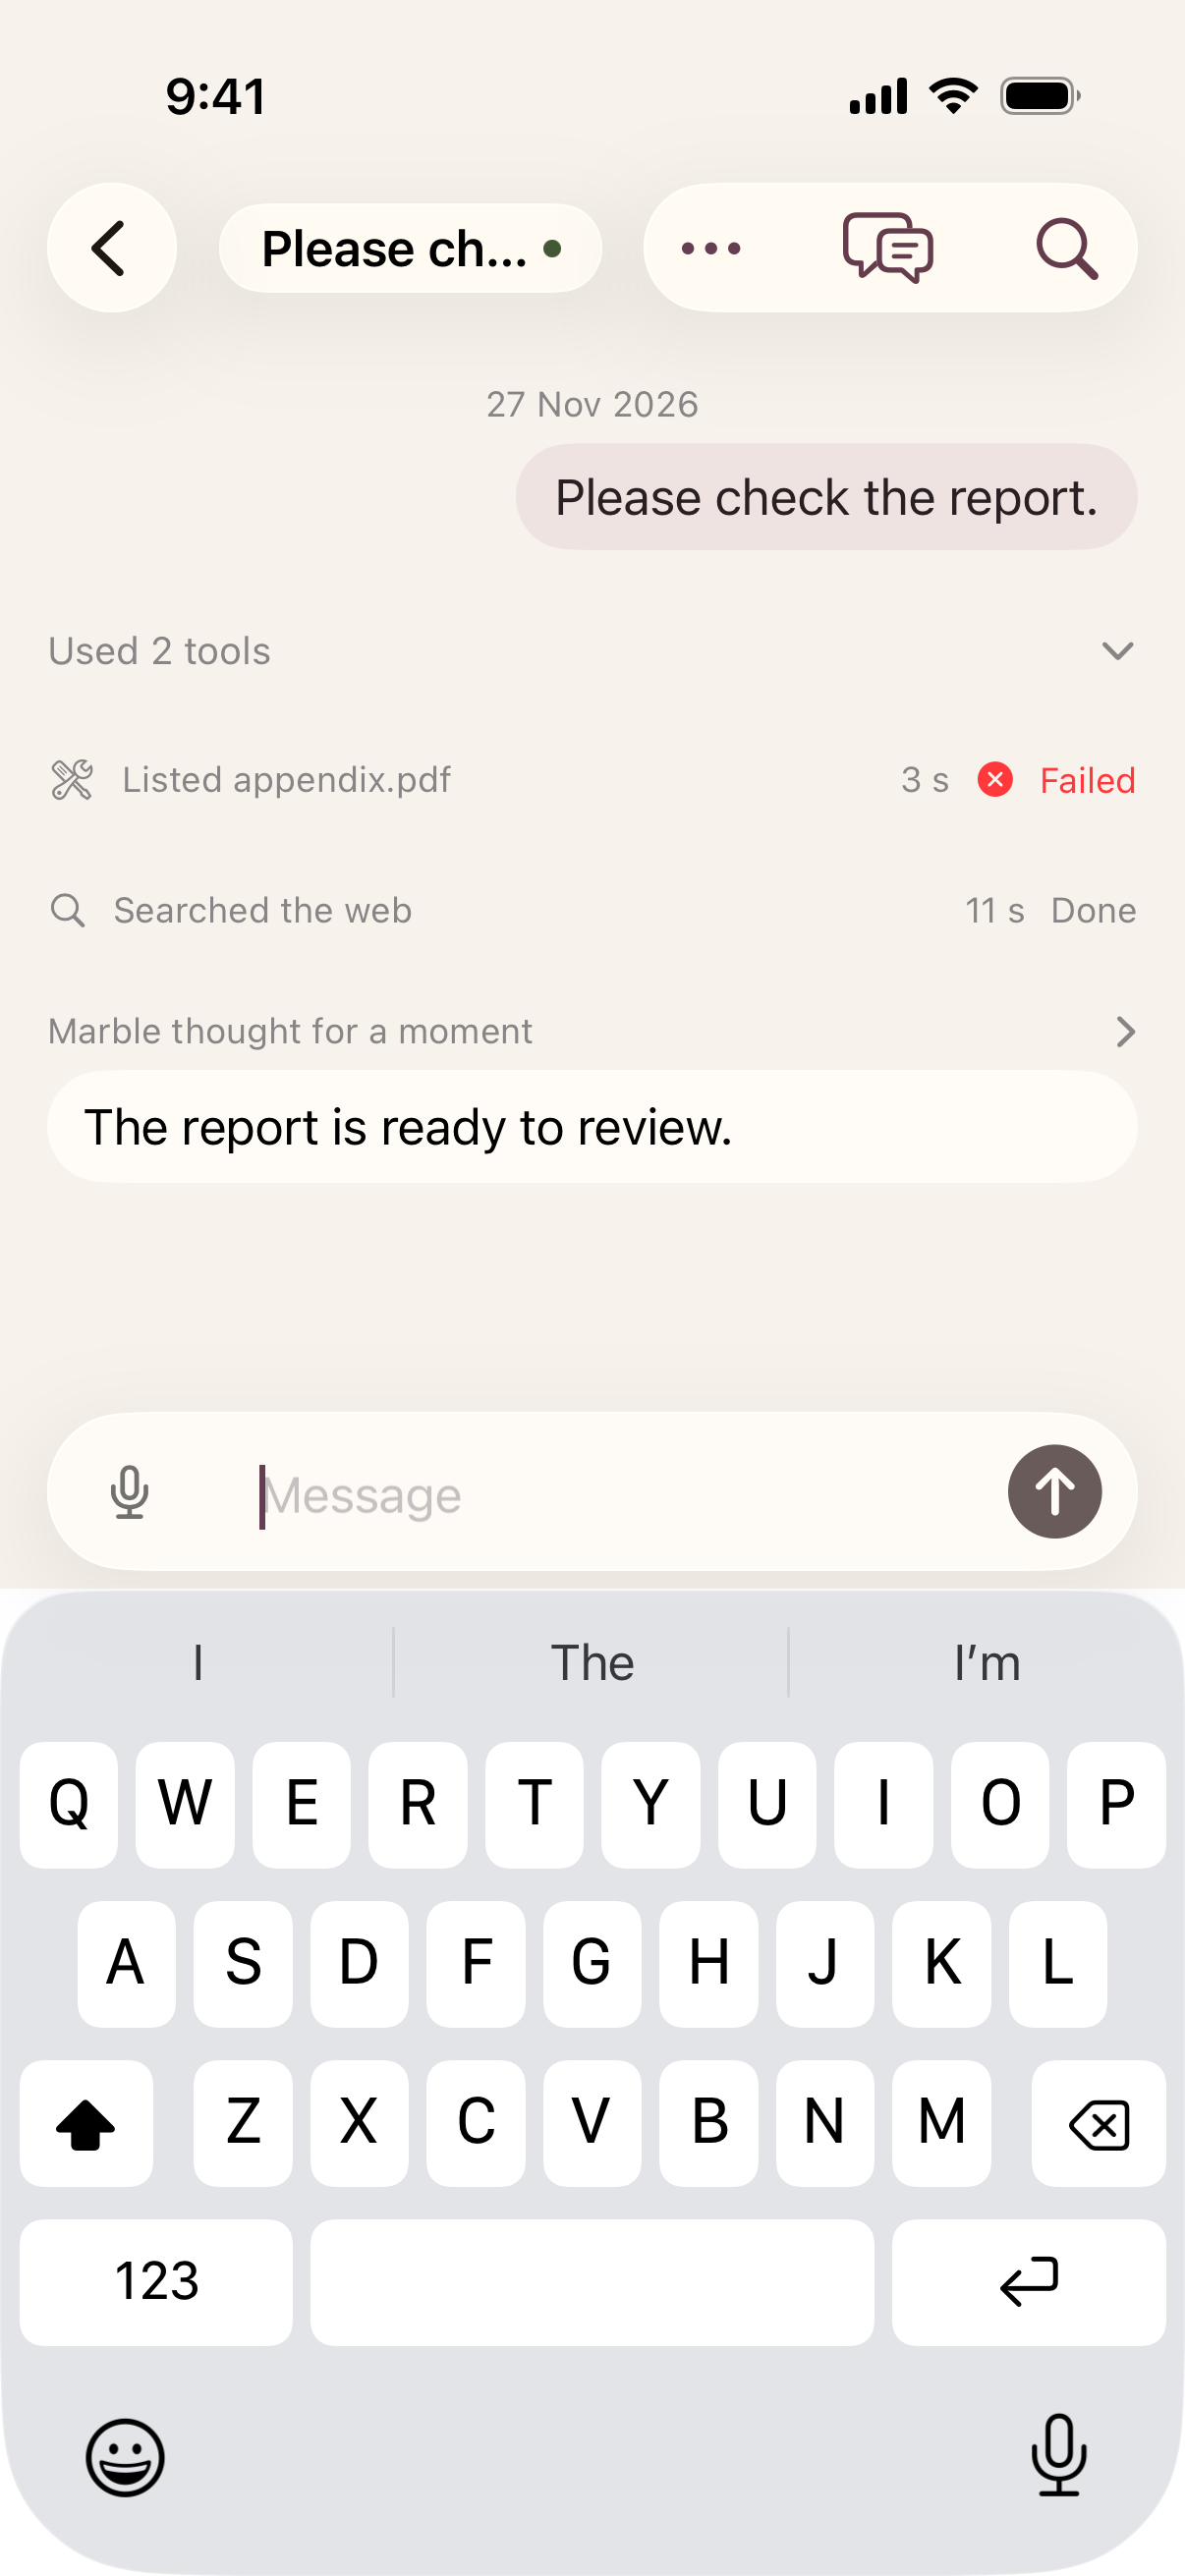 9:41
Please ch...
27 Nov 2026
Please check the report.
Used 2 tools
Listed appendix.pdf 3 s Failed
Searched the web 11 s Done
Marble thought for a moment
The report is ready to review.
Message
I The I’m
Q W E R T Y U I O P
A S D F G H J K L
Z X C V B N M
123